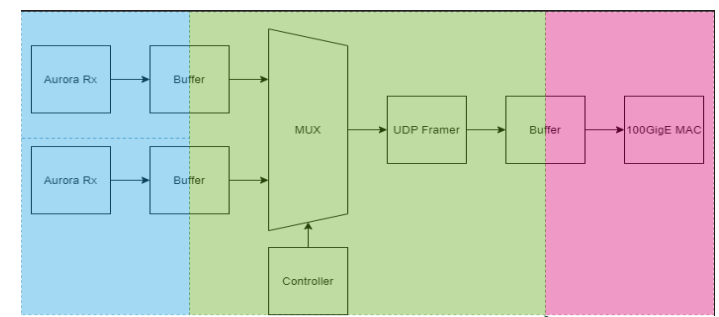 Aurora Rx
Buffer
MUX
UDP Framer
Buffer
100GigE MAC
Aurora Rx
Buffer
Controller